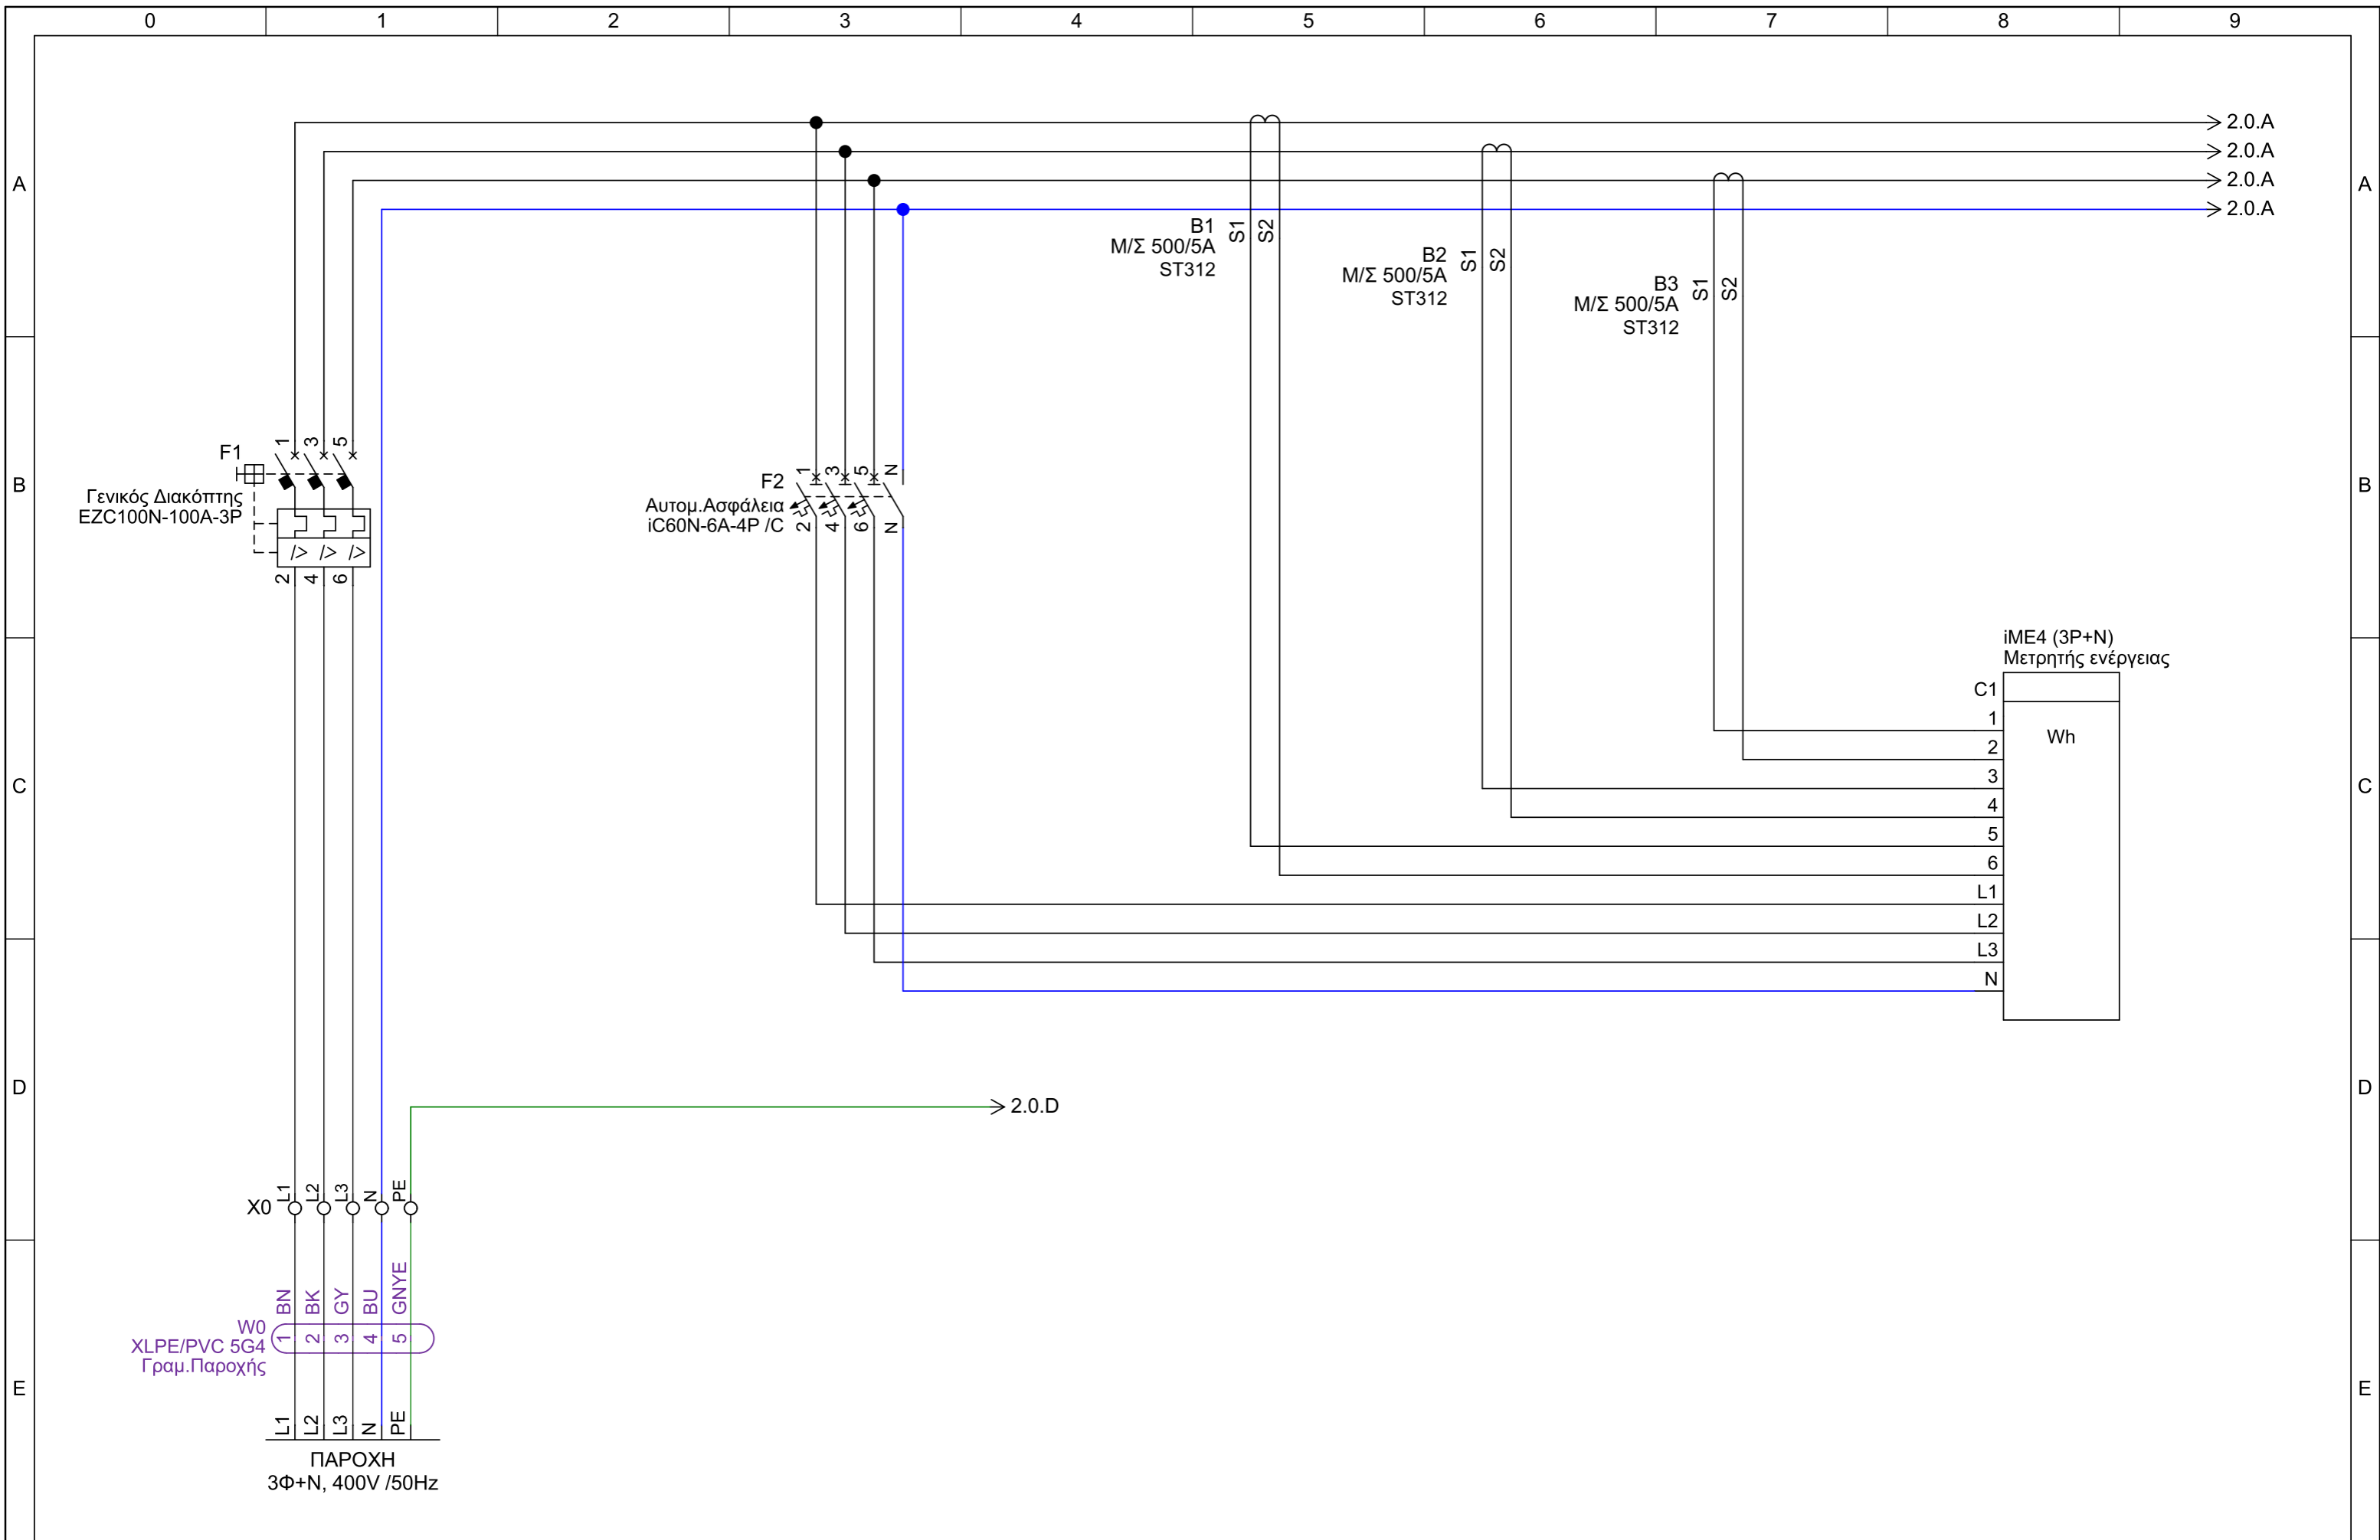 0 1 2 3 4 5 6 7 8 9
2.0.A
2.0.A
2.0.A
2.0.A
A
A
B1
Μ/Σ 500/5A
ST312
S1
S2
B2
Μ/Σ 500/5A
ST312
S1
S2
B3
Μ/Σ 500/5A
ST312
S1
S2
B
B
F1
Γενικός Διακόπτης
EZC100N-100A-3P
1 3 5
2 4 6
F2
Αυτομ.Ασφάλεια
iC60N-6A-4P /C
1 3 5 N
2 4 6 N
iME4 (3P+N)
Μετρητής ενέργειας
C1
1
Wh
2
3
4
5
6
L1
L2
L3
N
C
C
D
D
2.0.D
X0
L1 L2 L3 N PE
BN BK GY BU GNYE
W0
XLPE/PVC 5G4
Γραμ.Παροχής
1 2 3 4 5
E
E
L1 L2 L3 N PE
ΠΑΡΟΧΗ
3Φ+N, 400V /50Hz